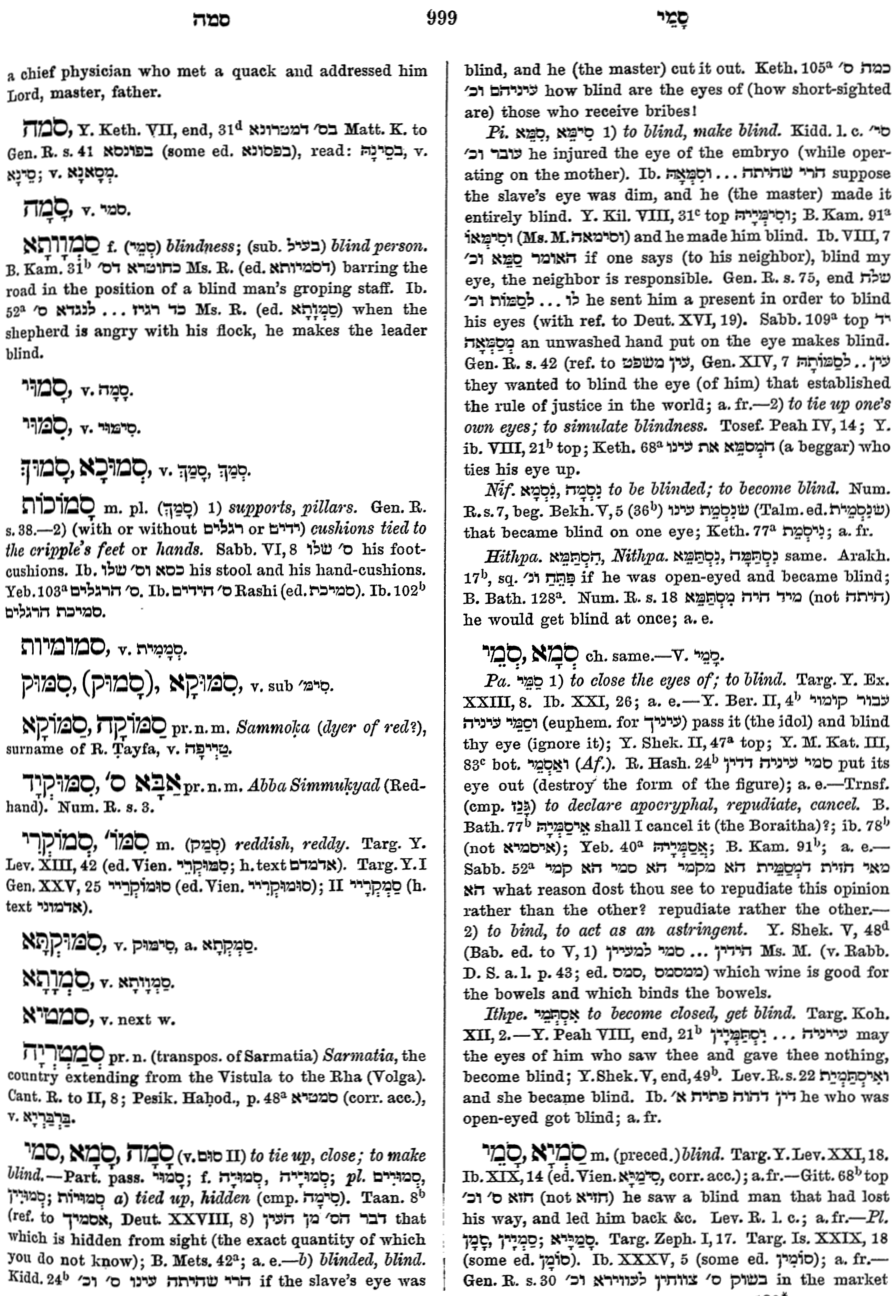 סמה 999 סָמֵי
a chief physician who met a quack and addressed him
Lord, master, father.
סמה, Y. Keth. VII, end, 31ᵈ בס׳ דמטרונא Matt. K. to
Gen. R. s. 41 בפונסא (some ed. בפסונא), read: בְּסִינָהּ, v.
סֵינָא; v. מְסָאנָא.
סָמָה, v. סמי.
סַמְוָותָא f. (סְמֵי) blindness; (sub. בעיל) blind person.
B. Kam. 31ᵇ כחוטרא דס׳ Ms. R. (ed. דסמיותא) barring the
road in the position of a blind man's groping staff. Ib.
52ᵃ כד רגיז ... לנגדא ס׳ Ms. R. (ed. סַמְוָתָא) when the
shepherd is angry with his flock, he makes the leader
blind.
סָמוּי, v. סָמָה.
סִמּוּי, v. סימוי.
סָמוּךְ, סְמוּכָא, v. סָמַךְ, סְמַךְ.
סָמוֹכוֹת m. pl. (סָמַךְ) 1) supports, pillars. Gen. R.
s. 38.—2) (with or without רגלים or ידים) cushions tied to
the cripple's feet or hands. Sabb. VI, 8 ס׳ שלו his foot-
cushions. Ib. כסא וס׳ שלו his stool and his hand-cushions.
Yeb. 103ᵃ ס׳ הרגלים. Ib. ס׳ הידים Rashi (ed. סמיכת). Ib. 102ᵇ
סמיכת הרגלים.
סמומיות, v. סְמָמִית.
סִמּוּק, (סָמוּק), סִמּוּקָא, v. sub סימ׳.
סַמּוֹקָא, סַמּוֹקָה pr. n. m. Sammoḳa (dyer of red?),
surname of R. Tayfa, v. טַיְיפָה.
אַבָּא ס׳, סִמּוּקְיָד pr. n. m. Abba Simmuḳyad (Red-
hand). Num. R. s. 3.
סַמּוֹקְרֵי, סַמּוֹ׳ m. (סְמַק) reddish, reddy. Targ. Y.
Lev. XIII, 42 (ed. Vien. סַמּוּקְרֵי; h. text אדמדם). Targ. Y. I
Gen. XXV, 25 סומוקריי (ed. Vien. סוּמוּקְרִיי); II סַמְקְרִיי (h.
text אדמוני).
סִמּוּקְתָּא, v. סימוק, a. סְמַקְתָּא.
סַמְוָתָא, v. סַמְוָותָא.
סמטיא, v. next w.
סַמְטְרִיָּה pr. n. (transpos. of Sarmatia) Sarmatia, the
country extending from the Vistula to the Rha (Volga).
Cant. R. to II, 8; Pesik. Haḥod., p. 48ᵃ סמטיא (corr. acc.),
v. בַּרְבַּרְיָא.
סמי, סָמָא, סָמָה (v. סוּם II) to tie up, close; to make
blind.—Part. pass. סָמוּי; f. סְמוּיָה, סְמוּיָיה; pl. סְמוּיִים,
סְמוּיִין; סְמוּיוֹת a) tied up, hidden (cmp. סִימָה). Taan. 8ᵇ
(ref. to אסמיך, Deut. XXVIII, 8) דבר הס׳ מן העין that
which is hidden from sight (the exact quantity of which
you do not know); B. Mets. 42ᵃ; a. e.—b) blinded, blind.
Kidd. 24ᵇ הרי שהיתה עינו ס׳ וכ׳ if the slave's eye was
blind, and he (the master) cut it out. Keth. 105ᵃ כמה ס׳
עיניהם וכ׳ how blind are the eyes of (how short-sighted
are) those who receive bribes!
Pi. סִימֵּא, סִמֵּא 1) to blind, make blind. Kidd. l. c. סי׳
עובר וכ׳ he injured the eye of the embryo (while oper-
ating on the mother). Ib. הרי שהיתה ... וסִמְּאָהּ suppose
the slave's eye was dim, and he (the master) made it
entirely blind. Y. Kil. VIII, 31ᶜ top וסִימְּיָיהּ; B. Kam. 91ᵃ
וסִימְּאוֹ (Ms. M. וסימאה) and he made him blind. Ib. VIII, 7
האומר סַמֵּא וכ׳ if one says (to his neighbor), blind my
eye, the neighbor is responsible. Gen. R. s. 75, end שלח
לו ... לסַמּוֹת וכ׳ he sent him a present in order to blind
his eyes (with ref. to Deut. XVI, 19). Sabb. 109ᵃ top יד
מְסַמְּאָה an unwashed hand put on the eye makes blind.
Gen. R. s. 42 (ref. to עין משפט, Gen. XIV, 7 עין .. לסַמּוֹתָהּ
they wanted to blind the eye (of him) that established
the rule of justice in the world; a. fr.—2) to tie up one's
own eyes; to simulate blindness. Tosef. Peah IV, 14; Y.
ib. VIII, 21ᵇ top; Keth. 68ᵃ המסמא את עינו (a beggar) who
ties his eye up.
Nif. נִסְמָה, נִסְמָא to be blinded; to become blind. Num.
R. s. 7, beg. Bekh. V, 5 (36ᵇ) שנִּסְמֵת עינו (Talm. ed. שנִּסְמֵית)
that became blind on one eye; Keth. 77ᵃ נִיסְמֵת; a. fr.
Hithpa. הִסְתַּמֵּא, Nithpa. נִסְתַּמָּה, נִסְתַּמֵּא same. Arakh.
17ᵇ, sq. פִּתֵּחַ וכ׳ if he was open-eyed and became blind;
B. Bath. 128ᵃ. Num. R. s. 18 מיד היה מִסְתַּמֵּא (not היתה)
he would get blind at once; a. e.
סְמָא, סְמֵי ch. same.—V. סָמֵי.
Pa. סַמֵּי 1) to close the eyes of; to blind. Targ. Y. Ex.
XXIII, 8. Ib. XXI, 26; a. e.—Y. Ber. II, 4ᵇ עבור קומוי
וסַמֵּי עיניה (euphem. for עיניך) pass it (the idol) and blind
thy eye (ignore it); Y. Shek. II, 47ᵃ top; Y. M. Kat. III,
83ᶜ bot. ואַסְמֵי (Af.). R. Hash. 24ᵇ סמי עיניה דדין put its
eye out (destroy the form of the figure); a. e.—Trnsf.
(cmp. גָּנַז) to declare apocryphal, repudiate, cancel. B.
Bath. 77ᵇ איסַמְּיָהּ shall I cancel it (the Boraitha)?; ib. 78ᵇ
(not איסמיא); Yeb. 40ᵃ אֲסַמְּיָיהּ; B. Kam. 91ᵇ; a. e.—
Sabb. 52ᵃ מאי חזית דמְסַמֵּית הא מקמי הא סמי הא קמי
הא what reason dost thou see to repudiate this opinion
rather than the other? repudiate rather the other.—
2) to bind, to act as an astringent. Y. Shek. V, 48ᵈ
(Bab. ed. to V, 1) הידין ... סמי למעיין Ms. M. (v. Rabb.
D. S. a. l. p. 43; ed. סמס, ממסמס) which wine is good for
the bowels and which binds the bowels.
Ithpe. אִסְתְּמֵי to become closed, get blind. Targ. Koh.
XII, 2.—Y. Peah VIII, end, 21ᵇ עייניה ... יִסְתַּמְיָין may
the eyes of him who saw thee and gave thee nothing,
become blind; Y. Shek. V, end, 49ᵇ. Lev. R. s. 22 ואִיסְתַּמְיַת
and she became blind. Ib. דין דהוה פתיח א׳ he who was
open-eyed got blind; a. fr.
סַמְיָא, סָמֵי m. (preced.) blind. Targ. Y. Lev. XXI, 18.
Ib. XIX, 14 (ed. Vien. סִימַיָּא, corr. acc.); a. fr.—Gitt. 68ᵇ top
חזא ס׳ וכ׳ (not חזיא) he saw a blind man that had lost
his way, and led him back &c. Lev. R. l. c.; a. fr.—Pl.
סָמַן, סַמְיָין; סָמַיָּא. Targ. Zeph. I, 17. Targ. Is. XXIX, 18
(some ed. סוֹמָן). Ib. XXXV, 5 (some ed. סוֹמִין); a. fr.—
Gen. R. s. 30 בשוק ס׳ צווחין לעווירא וכ׳ in the market